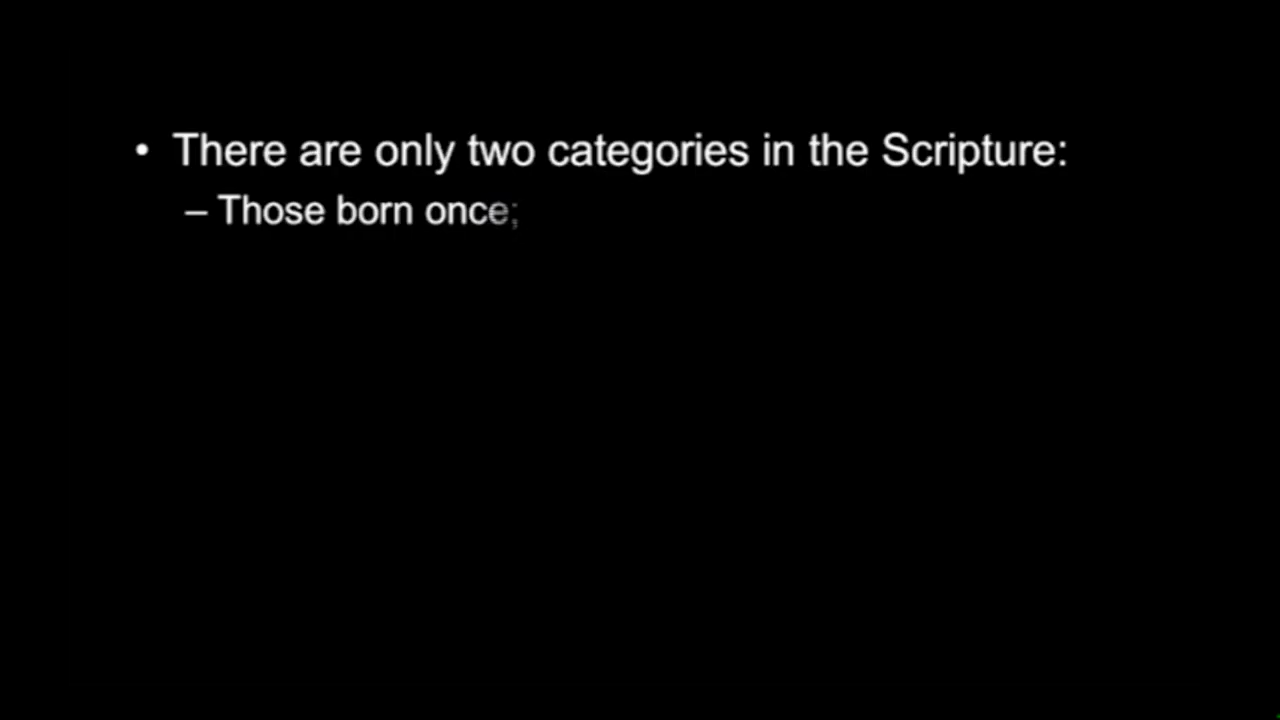 • There are only two categories in the Scripture:
– Those born once;